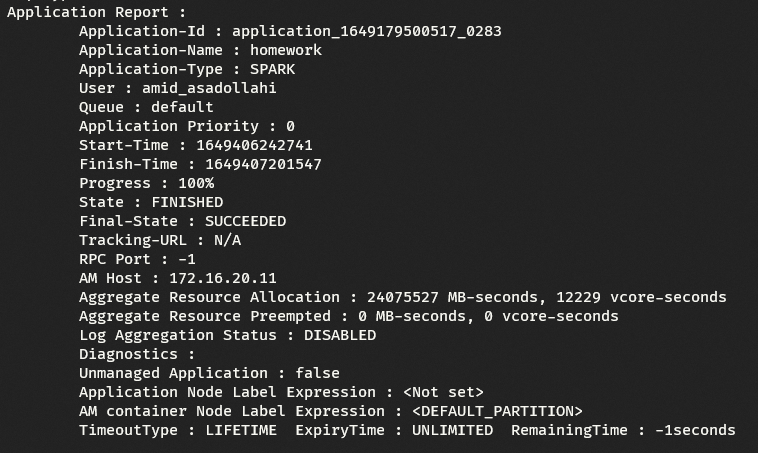 Application Report :
Application-Id : application_1649179500517_0283
Application-Name : homework
Application-Type : SPARK
User : amid_asadollahi
Queue : default
Application Priority : 0
Start-Time : 1649406242741
Finish-Time : 1649407201547
Progress : 100%
State : FINISHED
Final-State : SUCCEEDED
Tracking-URL : N/A
RPC Port : -1
AM Host : 172.16.20.11
Aggregate Resource Allocation : 24075527 MB-seconds, 12229 vcore-seconds
Aggregate Resource Preempted : 0 MB-seconds, 0 vcore-seconds
Log Aggregation Status : DISABLED
Diagnostics :
Unmanaged Application : false
Application Node Label Expression : <Not set>
AM container Node Label Expression : <DEFAULT_PARTITION>
TimeoutType : LIFETIME  ExpiryTime : UNLIMITED  RemainingTime : -1seconds